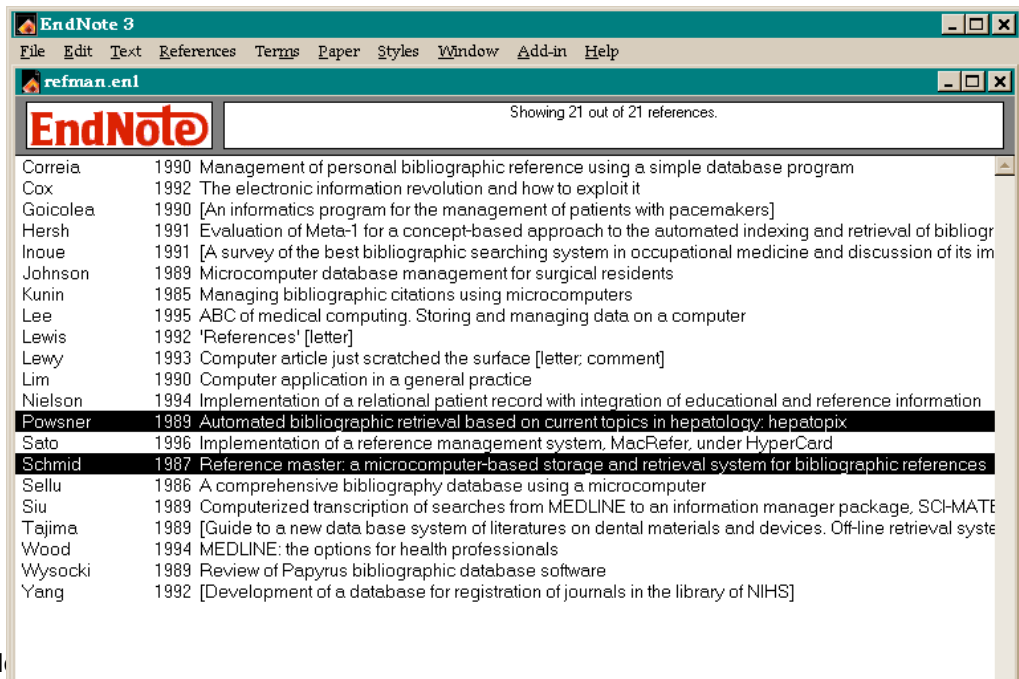 EndNote 3
File Edit Text References Terms Paper Styles Window Add-in Help
refman.enl
EndNote
Showing 21 out of 21 references.
Correia 1990 Management of personal bibliographic reference using a simple database program
Cox 1992 The electronic information revolution and how to exploit it
Goicolea 1990 [An informatics program for the management of patients with pacemakers]
Hersh 1991 Evaluation of Meta-1 for a concept-based approach to the automated indexing and retrieval of bibliogr
Inoue 1991 [A survey of the best bibliographic searching system in occupational medicine and discussion of its im
Johnson 1989 Microcomputer database management for surgical residents
Kunin 1985 Managing bibliographic citations using microcomputers
Lee 1995 ABC of medical computing. Storing and managing data on a computer
Lewis 1992 'References' [letter]
Lewy 1993 Computer article just scratched the surface [letter; comment]
Lim 1990 Computer application in a general practice
Nielson 1994 Implementation of a relational patient record with integration of educational and reference information
Powsner 1989 Automated bibliographic retrieval based on current topics in hepatology: hepatopix
Sato 1996 Implementation of a reference management system, MacRefer, under HyperCard
Schmid 1987 Reference master: a microcomputer-based storage and retrieval system for bibliographic references
Sellu 1986 A comprehensive bibliography database using a microcomputer
Siu 1989 Computerized transcription of searches from MEDLINE to an information manager package, SCI-MATE
Tajima 1989 [Guide to a new data base system of literatures on dental materials and devices. Off-line retrieval syste
Wood 1994 MEDLINE: the options for health professionals
Wysocki 1989 Review of Papyrus bibliographic database software
Yang 1992 [Development of a database for registration of journals in the library of NIHS]